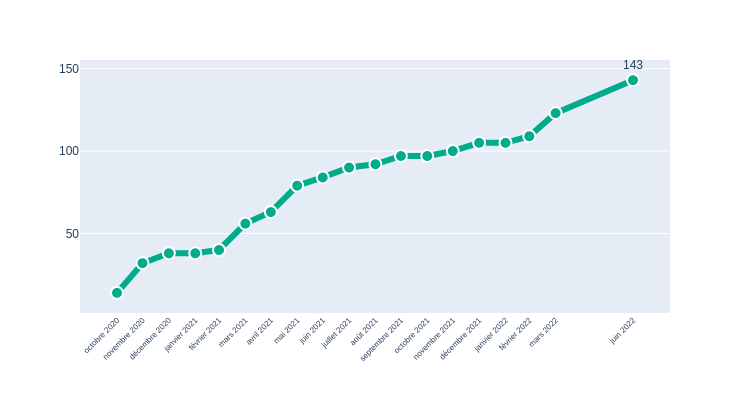 150
143
100
50
octobre 2020
novembre 2020
décembre 2020
janvier 2021
février 2021
mars 2021
avril 2021
mai 2021
juin 2021
juillet 2021
août 2021
septembre 2021
octobre 2021
novembre 2021
décembre 2021
janvier 2022
février 2022
mars 2022
juin 2022